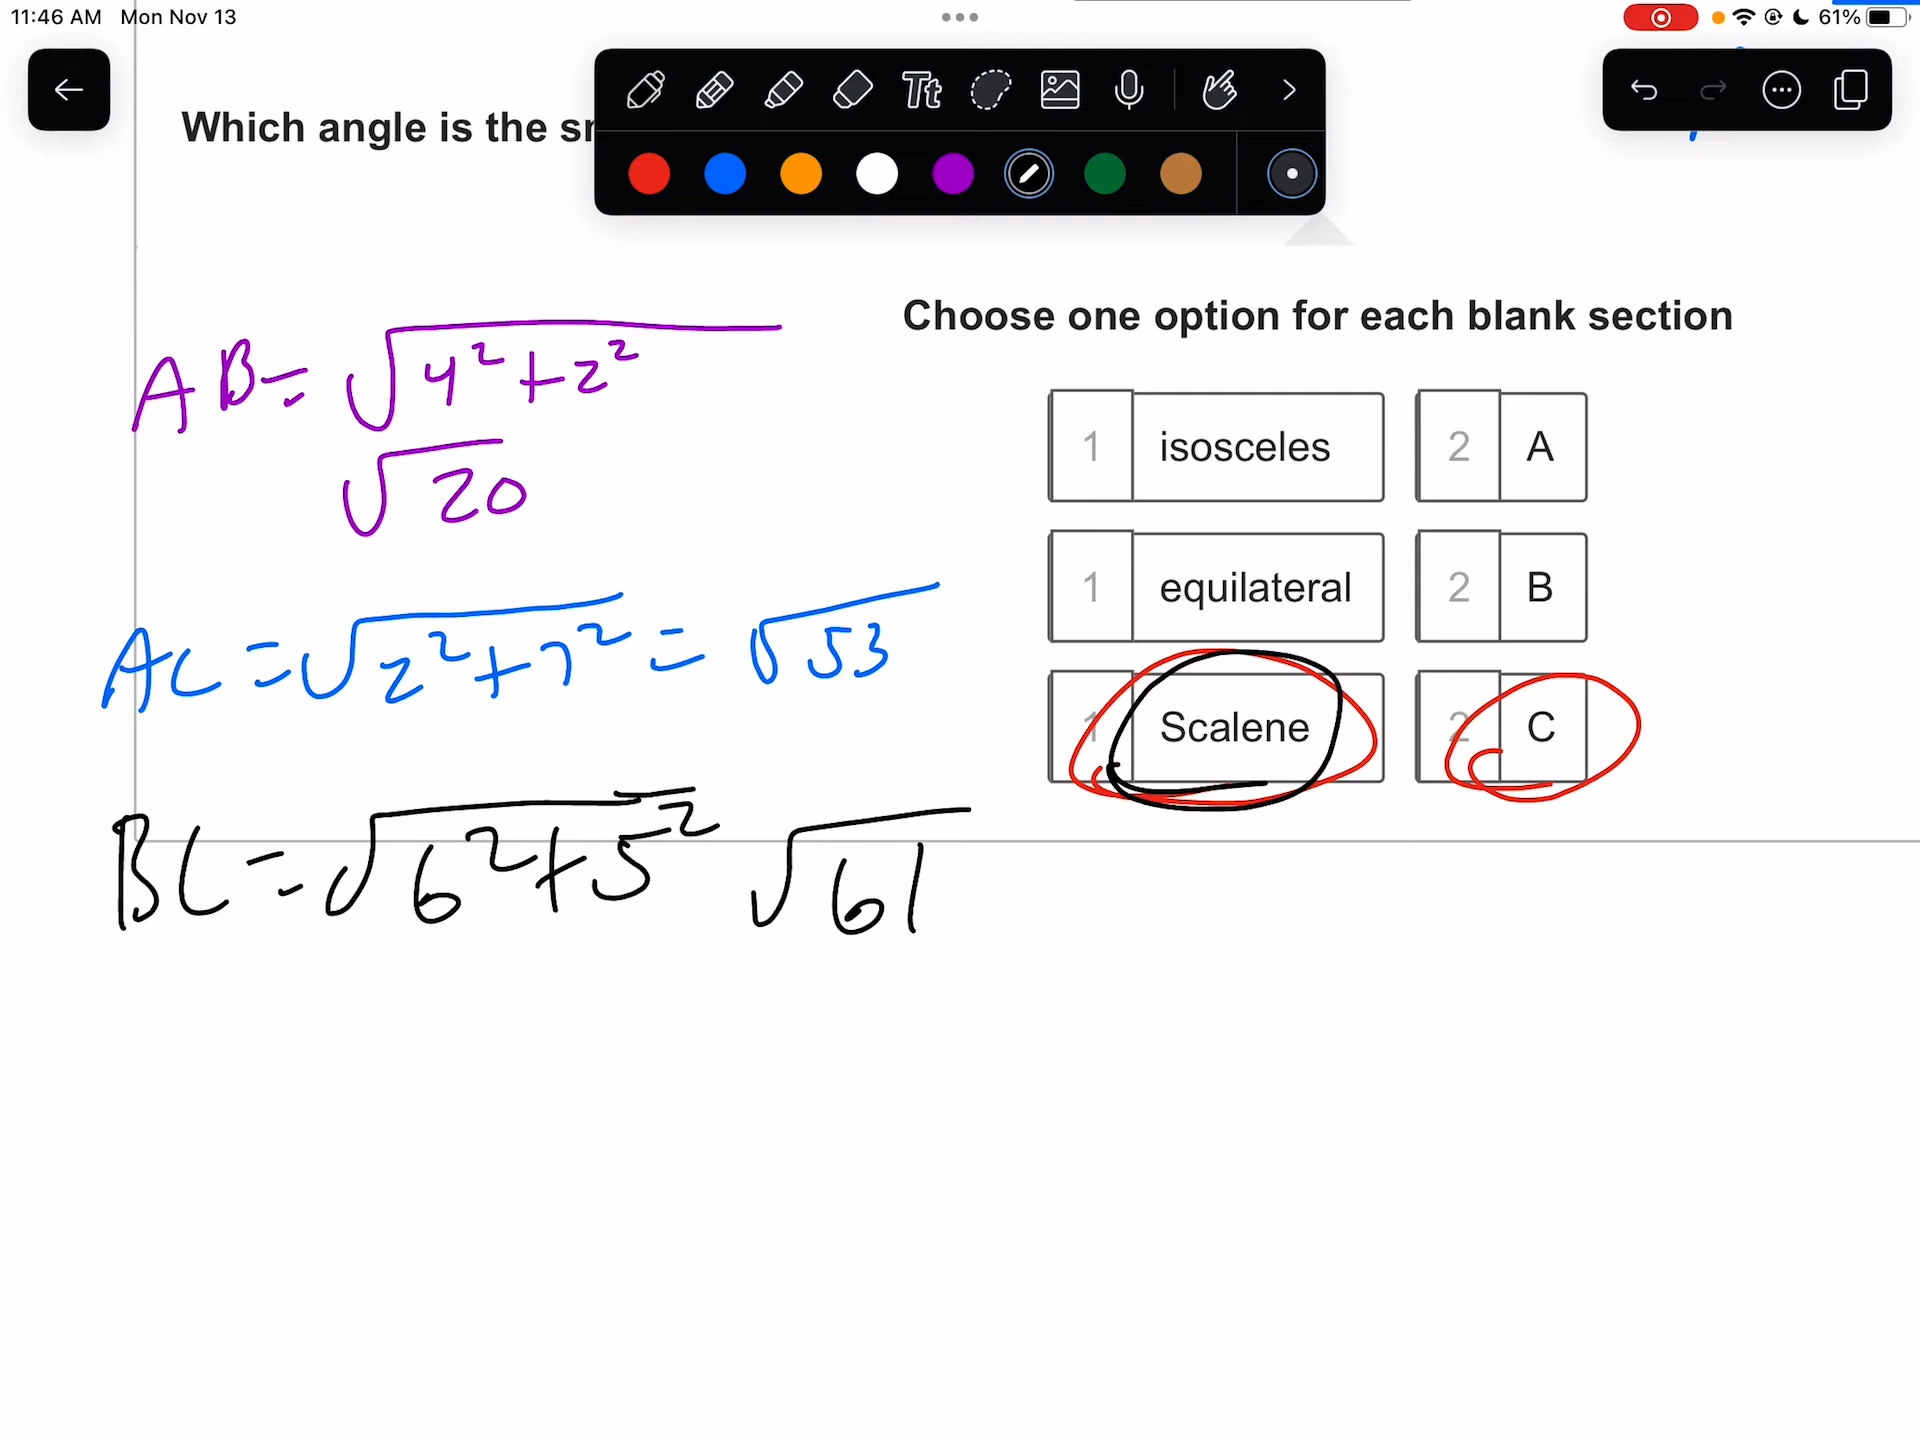 11:46 AM Mon Nov 13
61%
Tt
Which angle is the sm
Choose one option for each blank section
AB = √4² + 2²
√20
1 isosceles 2 A
1 equilateral 2 B
AC = √2² + 7² = √53
1 Scalene 2 C
BC = √6² + 5² √61